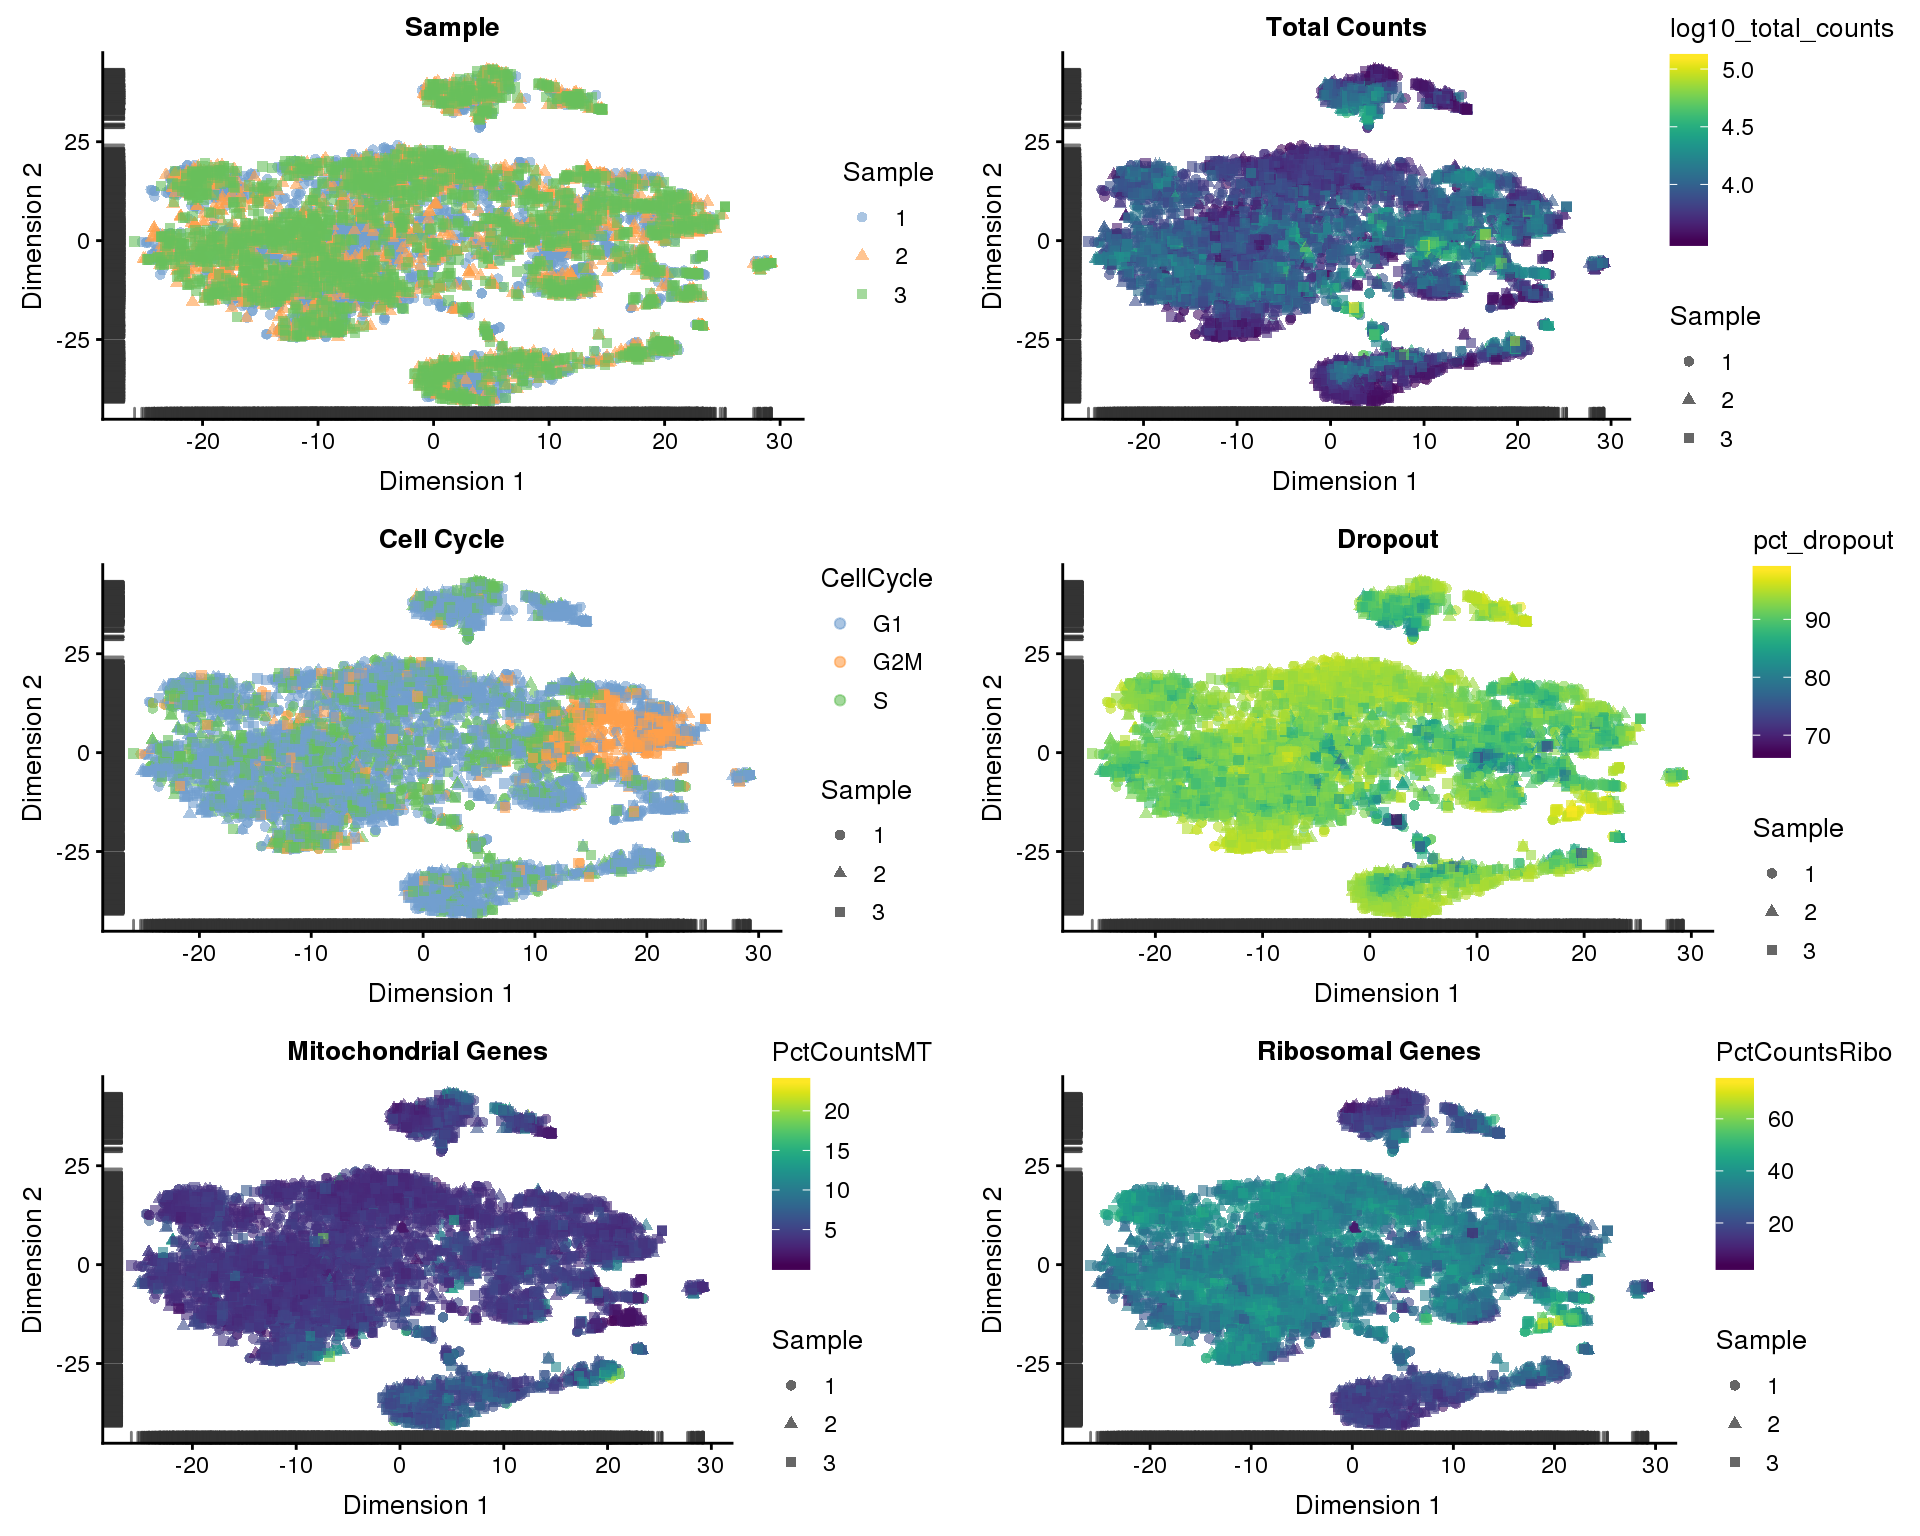 Sample
Dimension 2
25
0
-25
-20 -10 0 10 20 30
Dimension 1
Sample
1
2
3
Total Counts
Dimension 2
25
0
-25
-20 -10 0 10 20 30
Dimension 1
log10_total_counts
5.0
4.5
4.0
Sample
1
2
3
Cell Cycle
Dimension 2
25
0
-25
-20 -10 0 10 20 30
Dimension 1
CellCycle
G1
G2M
S
Sample
1
2
3
Dropout
Dimension 2
25
0
-25
-20 -10 0 10 20 30
Dimension 1
pct_dropout
90
80
70
Sample
1
2
3
Mitochondrial Genes
Dimension 2
25
0
-25
-20 -10 0 10 20 30
Dimension 1
PctCountsMT
20
15
10
5
Sample
1
2
3
Ribosomal Genes
Dimension 2
25
0
-25
-20 -10 0 10 20 30
Dimension 1
PctCountsRibo
60
40
20
Sample
1
2
3